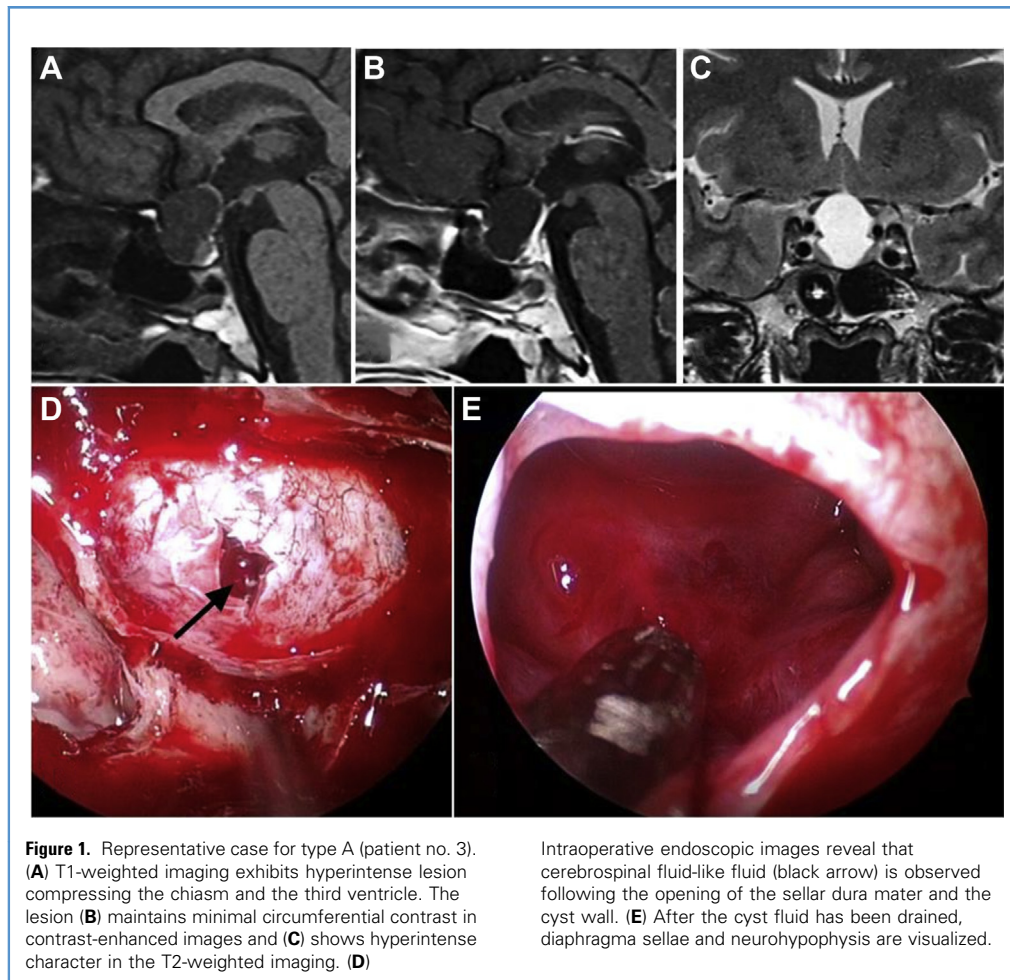 A
B
C
D
E
Figure 1. Representative case for type A (patient no. 3).
(A) T1-weighted imaging exhibits hyperintense lesion
compressing the chiasm and the third ventricle. The
lesion (B) maintains minimal circumferential contrast in
contrast-enhanced images and (C) shows hyperintense
character in the T2-weighted imaging. (D)
Intraoperative endoscopic images reveal that
cerebrospinal fluid-like fluid (black arrow) is observed
following the opening of the sellar dura mater and the
cyst wall. (E) After the cyst fluid has been drained,
diaphragma sellae and neurohypophysis are visualized.